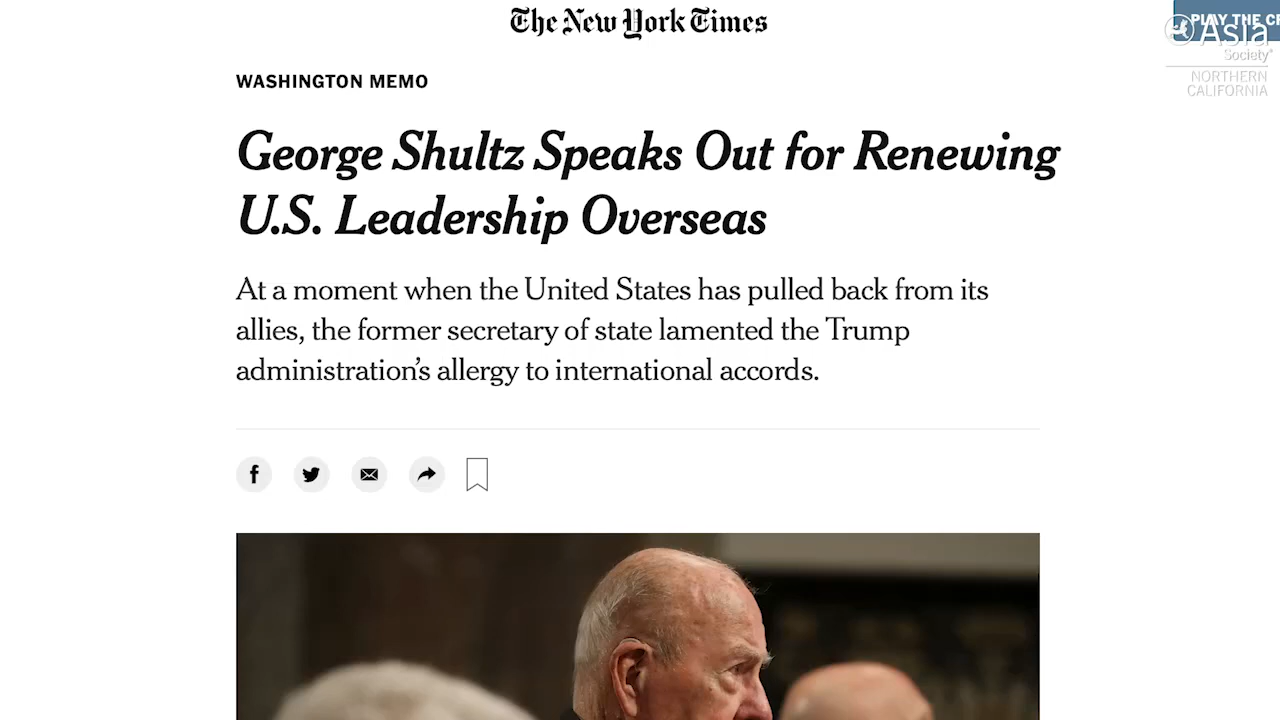 The New York Times
PLAY THE CR
Asia
Society
NORTHERN
CALIFORNIA
WASHINGTON MEMO
George Shultz Speaks Out for Renewing
U.S. Leadership Overseas
At a moment when the United States has pulled back from its
allies, the former secretary of state lamented the Trump
administration's allergy to international accords.